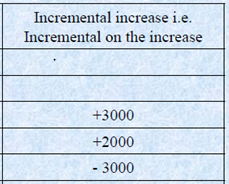 Incremental increase i.e.
Incremental on the increase
+3000
+2000
- 3000